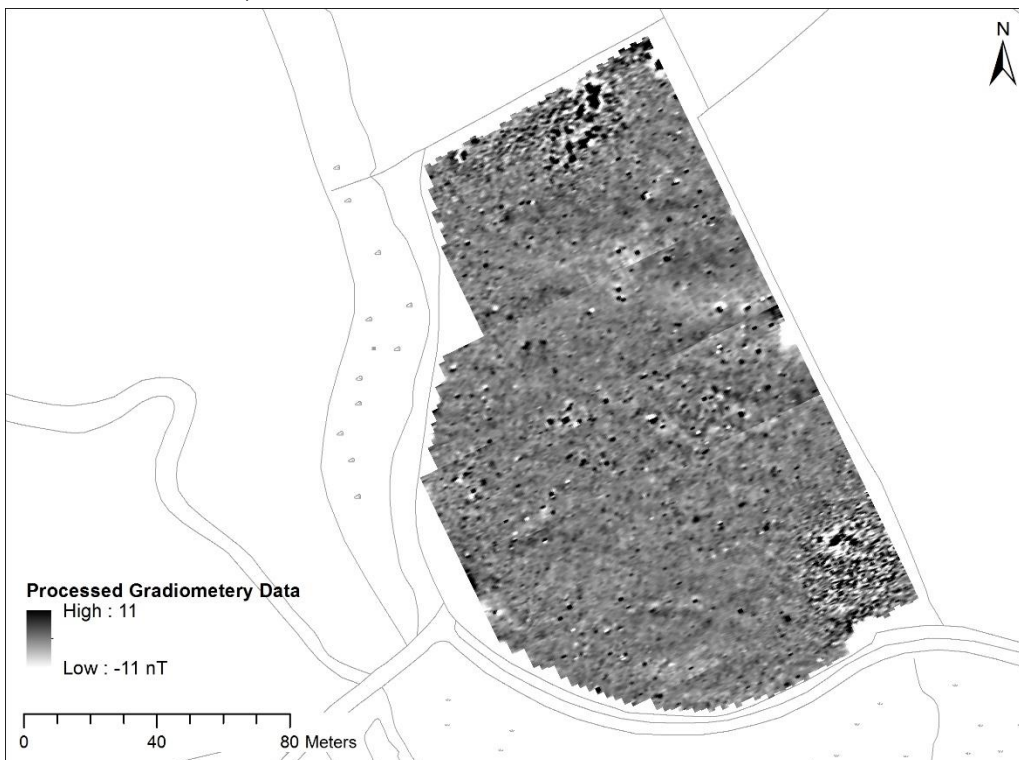 N
Processed Gradiometery Data
High : 11
Low : -11 nT
0 40 80 Meters